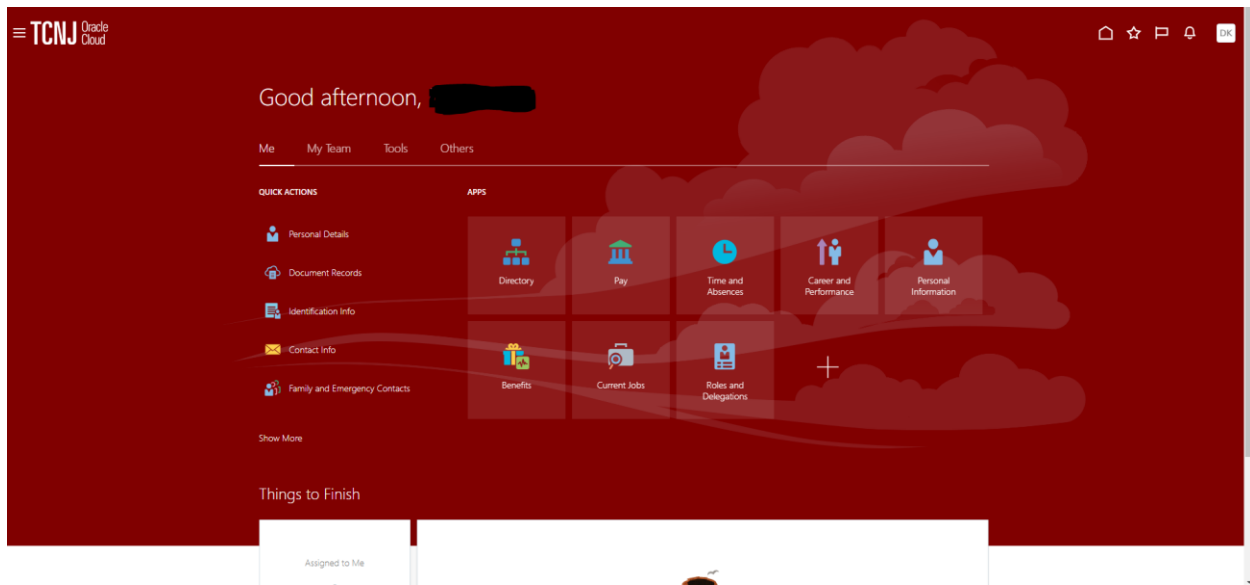 TCNJ Oracle Cloud
DK
Good afternoon,
Me My Team Tools Others
QUICK ACTIONS
APPS
Personal Details
Document Records
Identification Info
Contact Info
Family and Emergency Contacts
Show More
Directory
Pay
Time and
Absences
Career and
Performance
Personal
Information
Benefits
Current Jobs
Roles and
Delegations
Things to Finish
Assigned to Me